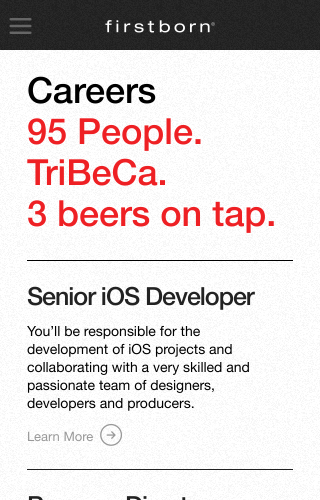 firstborn®
Careers
95 People.
TriBeCa.
3 beers on tap.
Senior iOS Developer
You'll be responsible for the
development of iOS projects and
collaborating with a very skilled and
passionate team of designers,
developers and producers.
Learn More